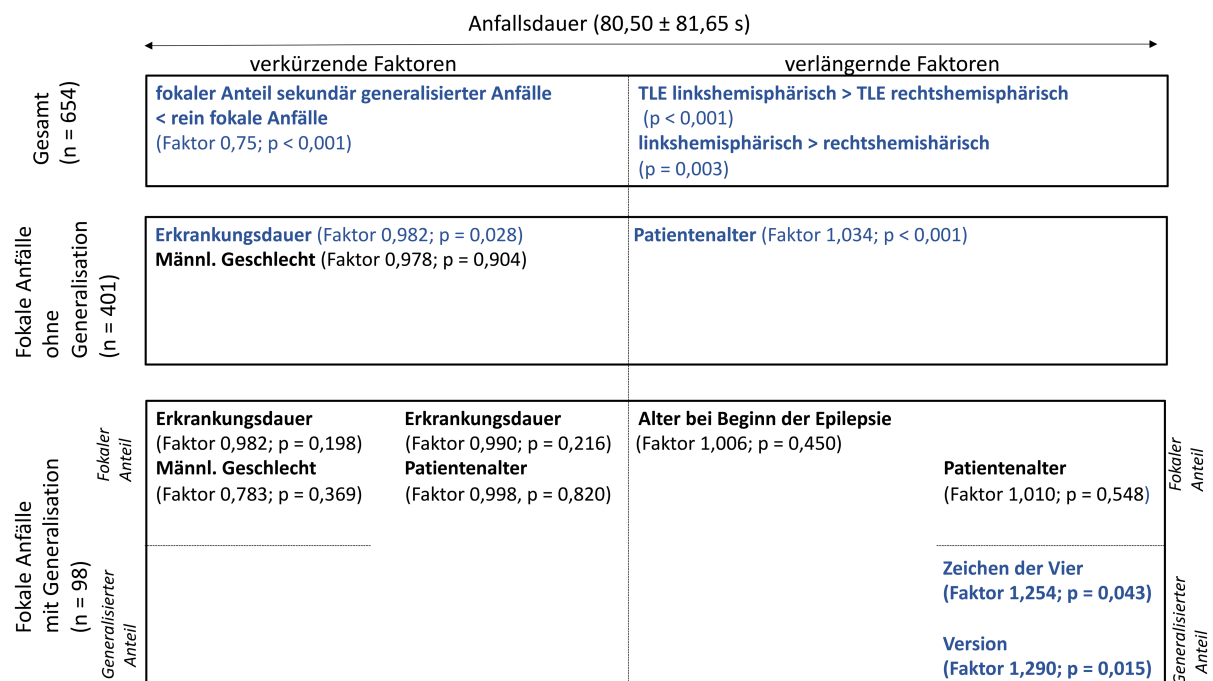 Anfallsdauer (80,50 ± 81,65 s)
verkürzende Faktoren
verlängernde Faktoren
Gesamt
(n = 654)
fokaler Anteil sekundär generalisierter Anfälle
< rein fokale Anfälle
(Faktor 0,75; p < 0,001)
TLE linkshemisphärisch > TLE rechtshemisphärisch
(p < 0,001)
linkshemisphärisch > rechtshemishärisch
(p = 0,003)
Fokale Anfälle
ohne
Generalisation
(n = 401)
Erkrankungsdauer (Faktor 0,982; p = 0,028)
Männl. Geschlecht (Faktor 0,978; p = 0,904)
Patientenalter (Faktor 1,034; p < 0,001)
Fokale Anfälle
mit Generalisation
(n = 98)
Fokaler
Anteil
Erkrankungsdauer
(Faktor 0,982; p = 0,198)
Männl. Geschlecht
(Faktor 0,783; p = 0,369)
Erkrankungsdauer
(Faktor 0,990; p = 0,216)
Patientenalter
(Faktor 0,998, p = 0,820)
Alter bei Beginn der Epilepsie
(Faktor 1,006; p = 0,450)
Patientenalter
(Faktor 1,010; p = 0,548)
Fokaler
Anteil
Generalisierter
Anteil
Zeichen der Vier
(Faktor 1,254; p = 0,043)
Version
(Faktor 1,290; p = 0,015)
Generalisierter
Anteil